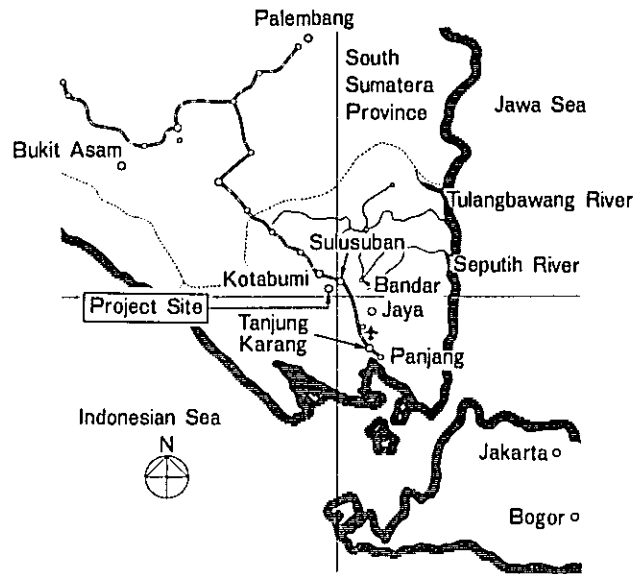 Palembang
South
Sumatera
Province
Jawa Sea
Bukit Asam
Tulangbawang River
Sulusuban
Seputih River
Kotabumi
Bandar
Jaya
Project Site
Tanjung
Karang
Panjang
Indonesian Sea
N
Jakarta
Bogor